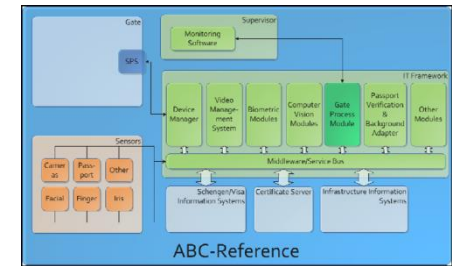 Gate
SPS
Supervisor
Monitoring
Software
IT Framework
Device
Manager
Video
Manage-
ment
System
Biometric
Modules
Computer
Vision
Modules
Gate
Process
Module
Passport
Verification
&
Background
Adapter
Other
Modules
Middleware/Service Bus
Sensors
Camer
as
Pass-
port
Other
Facial
Finger
Iris
Schengen/Visa
Information Systems
Certificate Server
Infrastructure Information
Systems
ABC-Reference